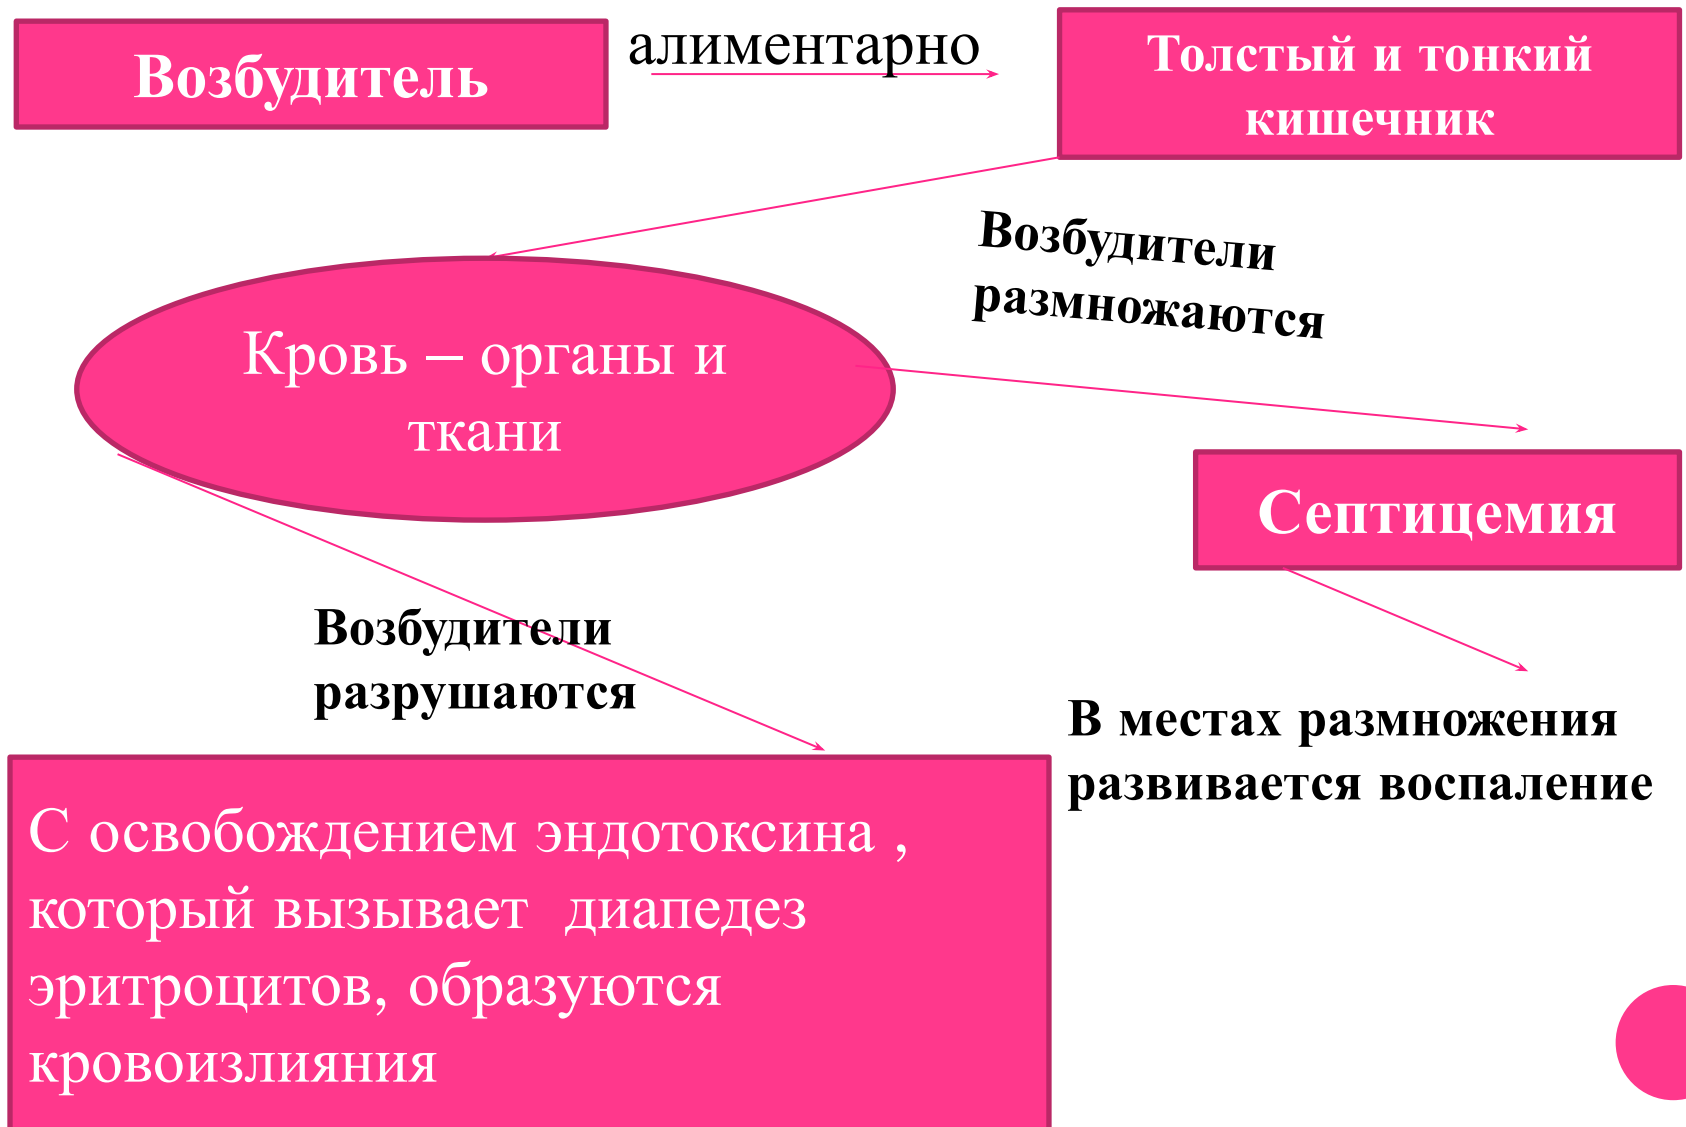 Возбудитель
алиментарно
Толстый и тонкий
кишечник
Возбудители
размножаются
Кровь – органы и
ткани
Септицемия
Возбудители
разрушаются
В местах размножения
развивается воспаление
С освобождением эндотоксина ,
который вызывает  диапедез
эритроцитов, образуются
кровоизлияния